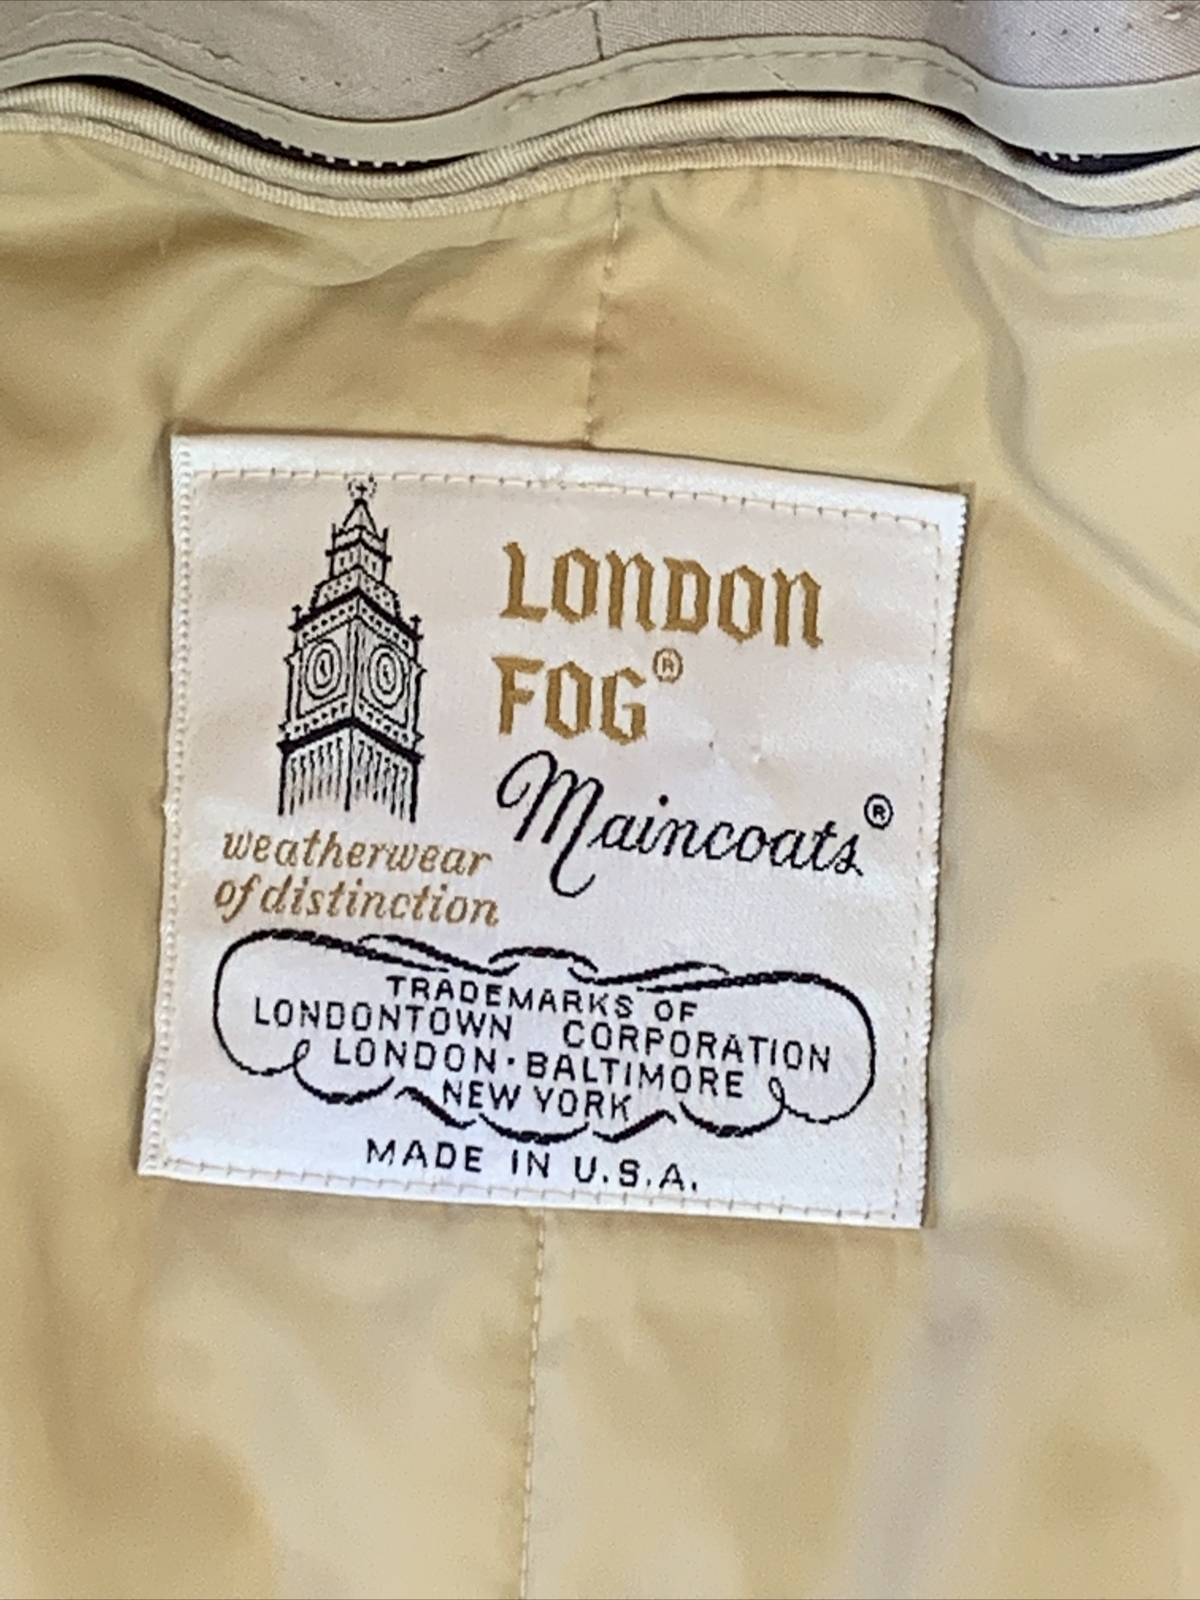 LONDON
FOG®
Maincoats®
weatherwear
of distinction
TRADEMARKS OF
LONDONTOWN CORPORATION
LONDON·BALTIMORE
NEW YORK
MADE IN U.S.A.